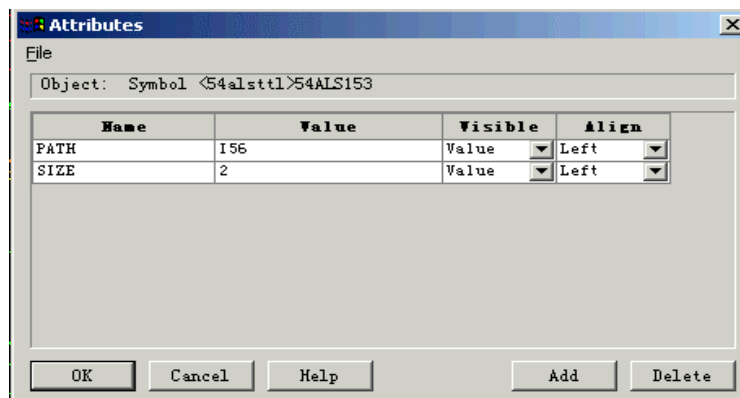 Attributes
File
Object: Symbol <54alsttl>54ALS153
Name Value Visible Align
PATH I56 Value Left
SIZE 2 Value Left
OK Cancel Help Add Delete